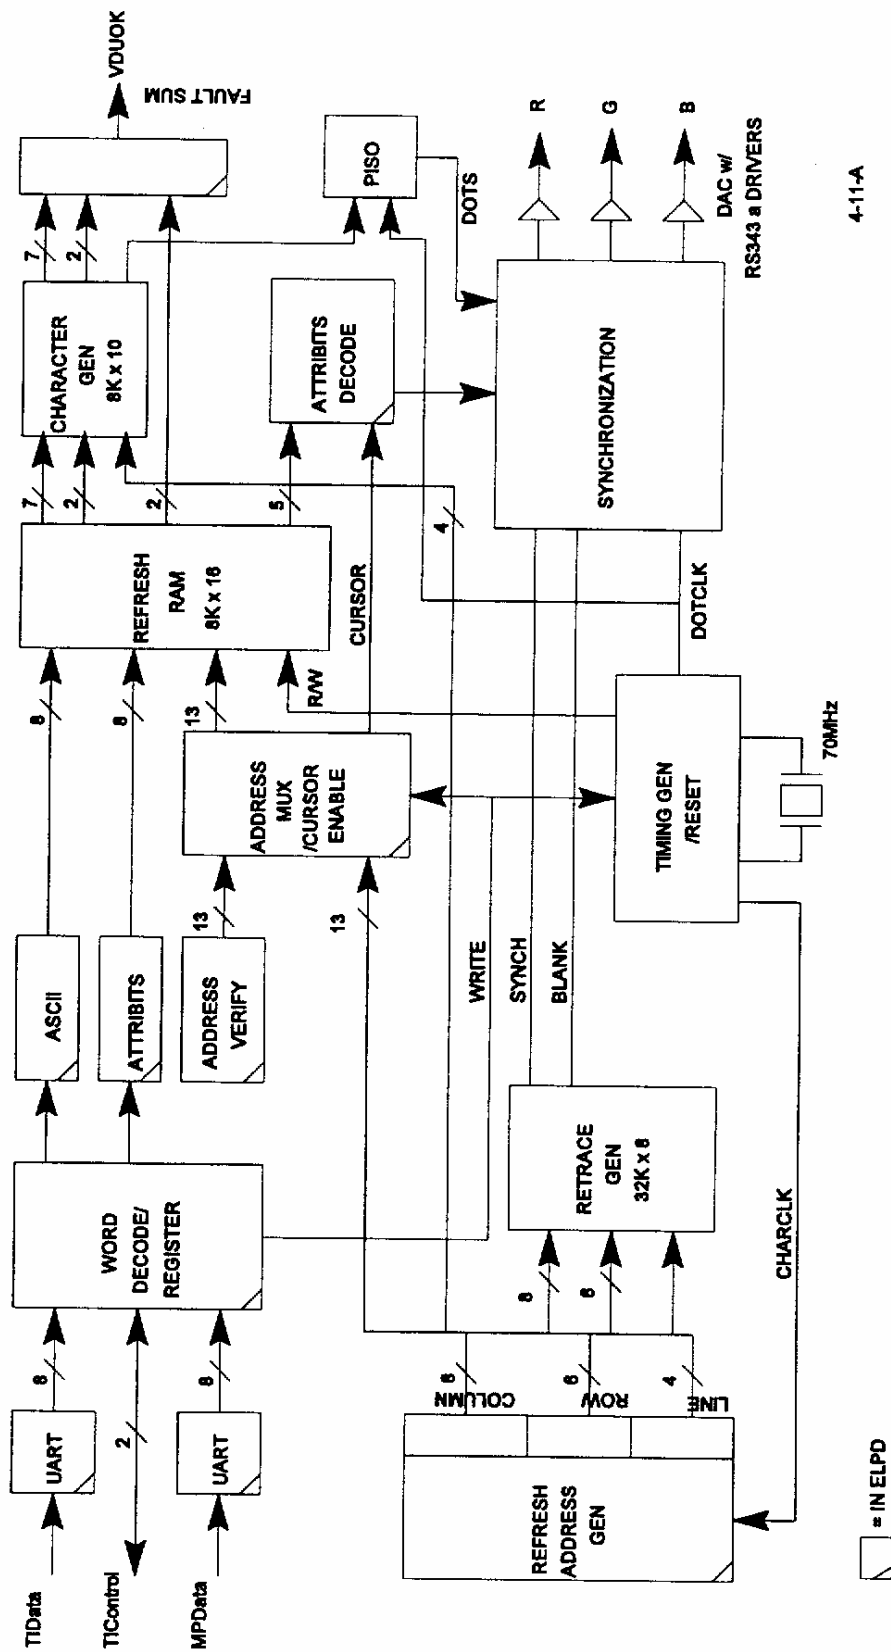 TIData
TIControl
MPData
UART
UART
8
2
8
WORD
DECODE/
REGISTER
ASCII
ATTRIBITS
ADDRESS
VERIFY
8
8
13
13
13
ADDRESS
MUX
/CURSOR
ENABLE
REFRESH
RAM
8K x 16
R/W
CURSOR
7
2
2
5
4
CHARACTER
GEN
8K x 10
7
2
FAULT SUM
VDUOK
ATTRIBITS
DECODE
PISO
DOTS
REFRESH
ADDRESS
GEN
COLUMN
ROW
LINE
6
4
8
6
RETRACE
GEN
32K x 8
WRITE
SYNCH
BLANK
CHARCLK
TIMING GEN
/RESET
70MHz
DOTCLK
SYNCHRONIZATION
R
G
B
DAC w/
RS343 a DRIVERS
= IN ELPD
4-11-A